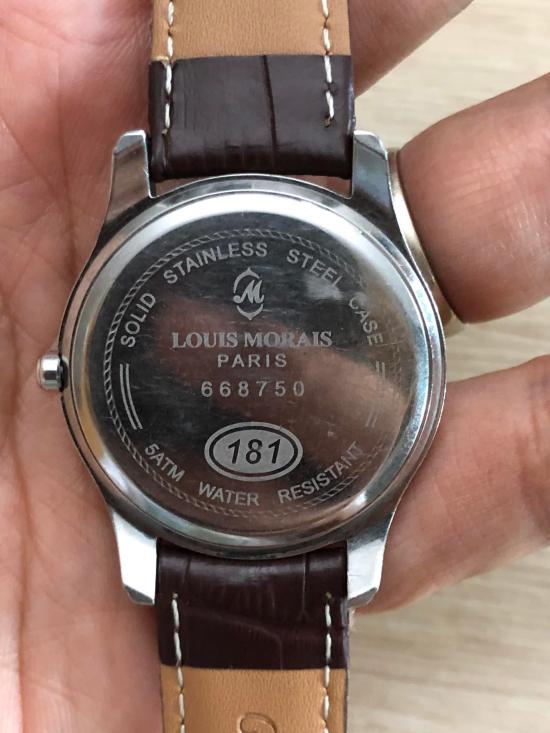 SOLID STAINLESS STEEL CASE
M
LOUIS MORAIS
PARIS
668750
181
5ATM WATER RESISTANT